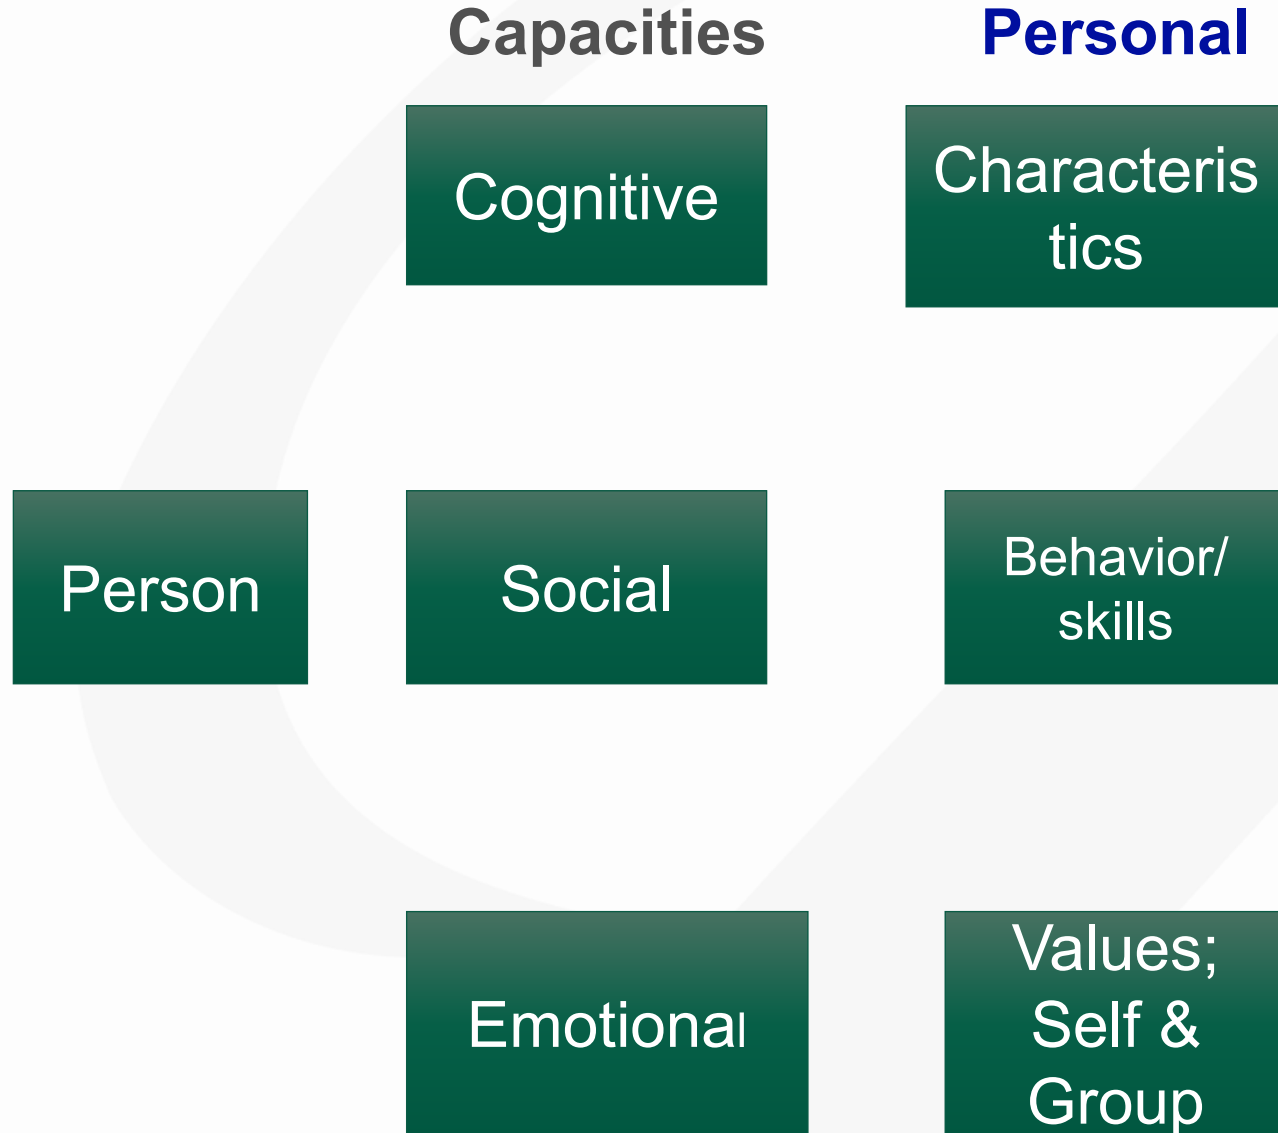 Capacities
Personal
Cognitive
Characteris
tics
Person
Social
Behavior/
skills
Emotional
Values;
Self &
Group